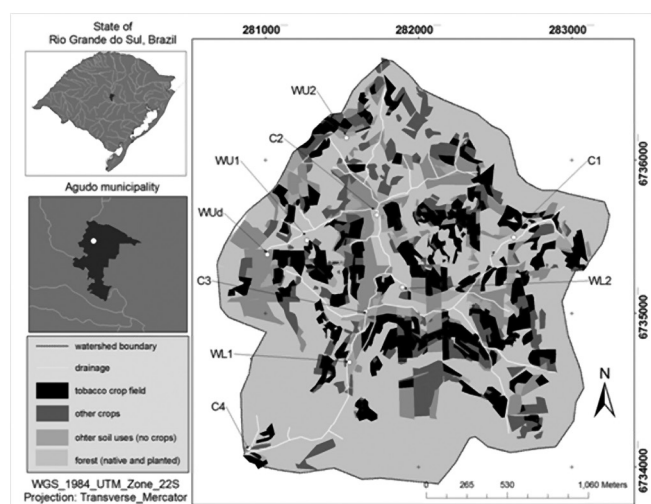 State of
Rio Grande do Sul, Brazil
Agudo municipality
watershed boundary
drainage
tobacco crop field
other crops
ohter soil uses (no crops)
forest (native and planted)
WGS_1984_UTM_Zone_22S
Projection: Transverse_Mercator
281000
282000
283000
WU2
C2
WU1
C1
WUd
C3
WL2
WL1
C4
6736000
6735000
6734000
N
0
265
530
1,060 Meters